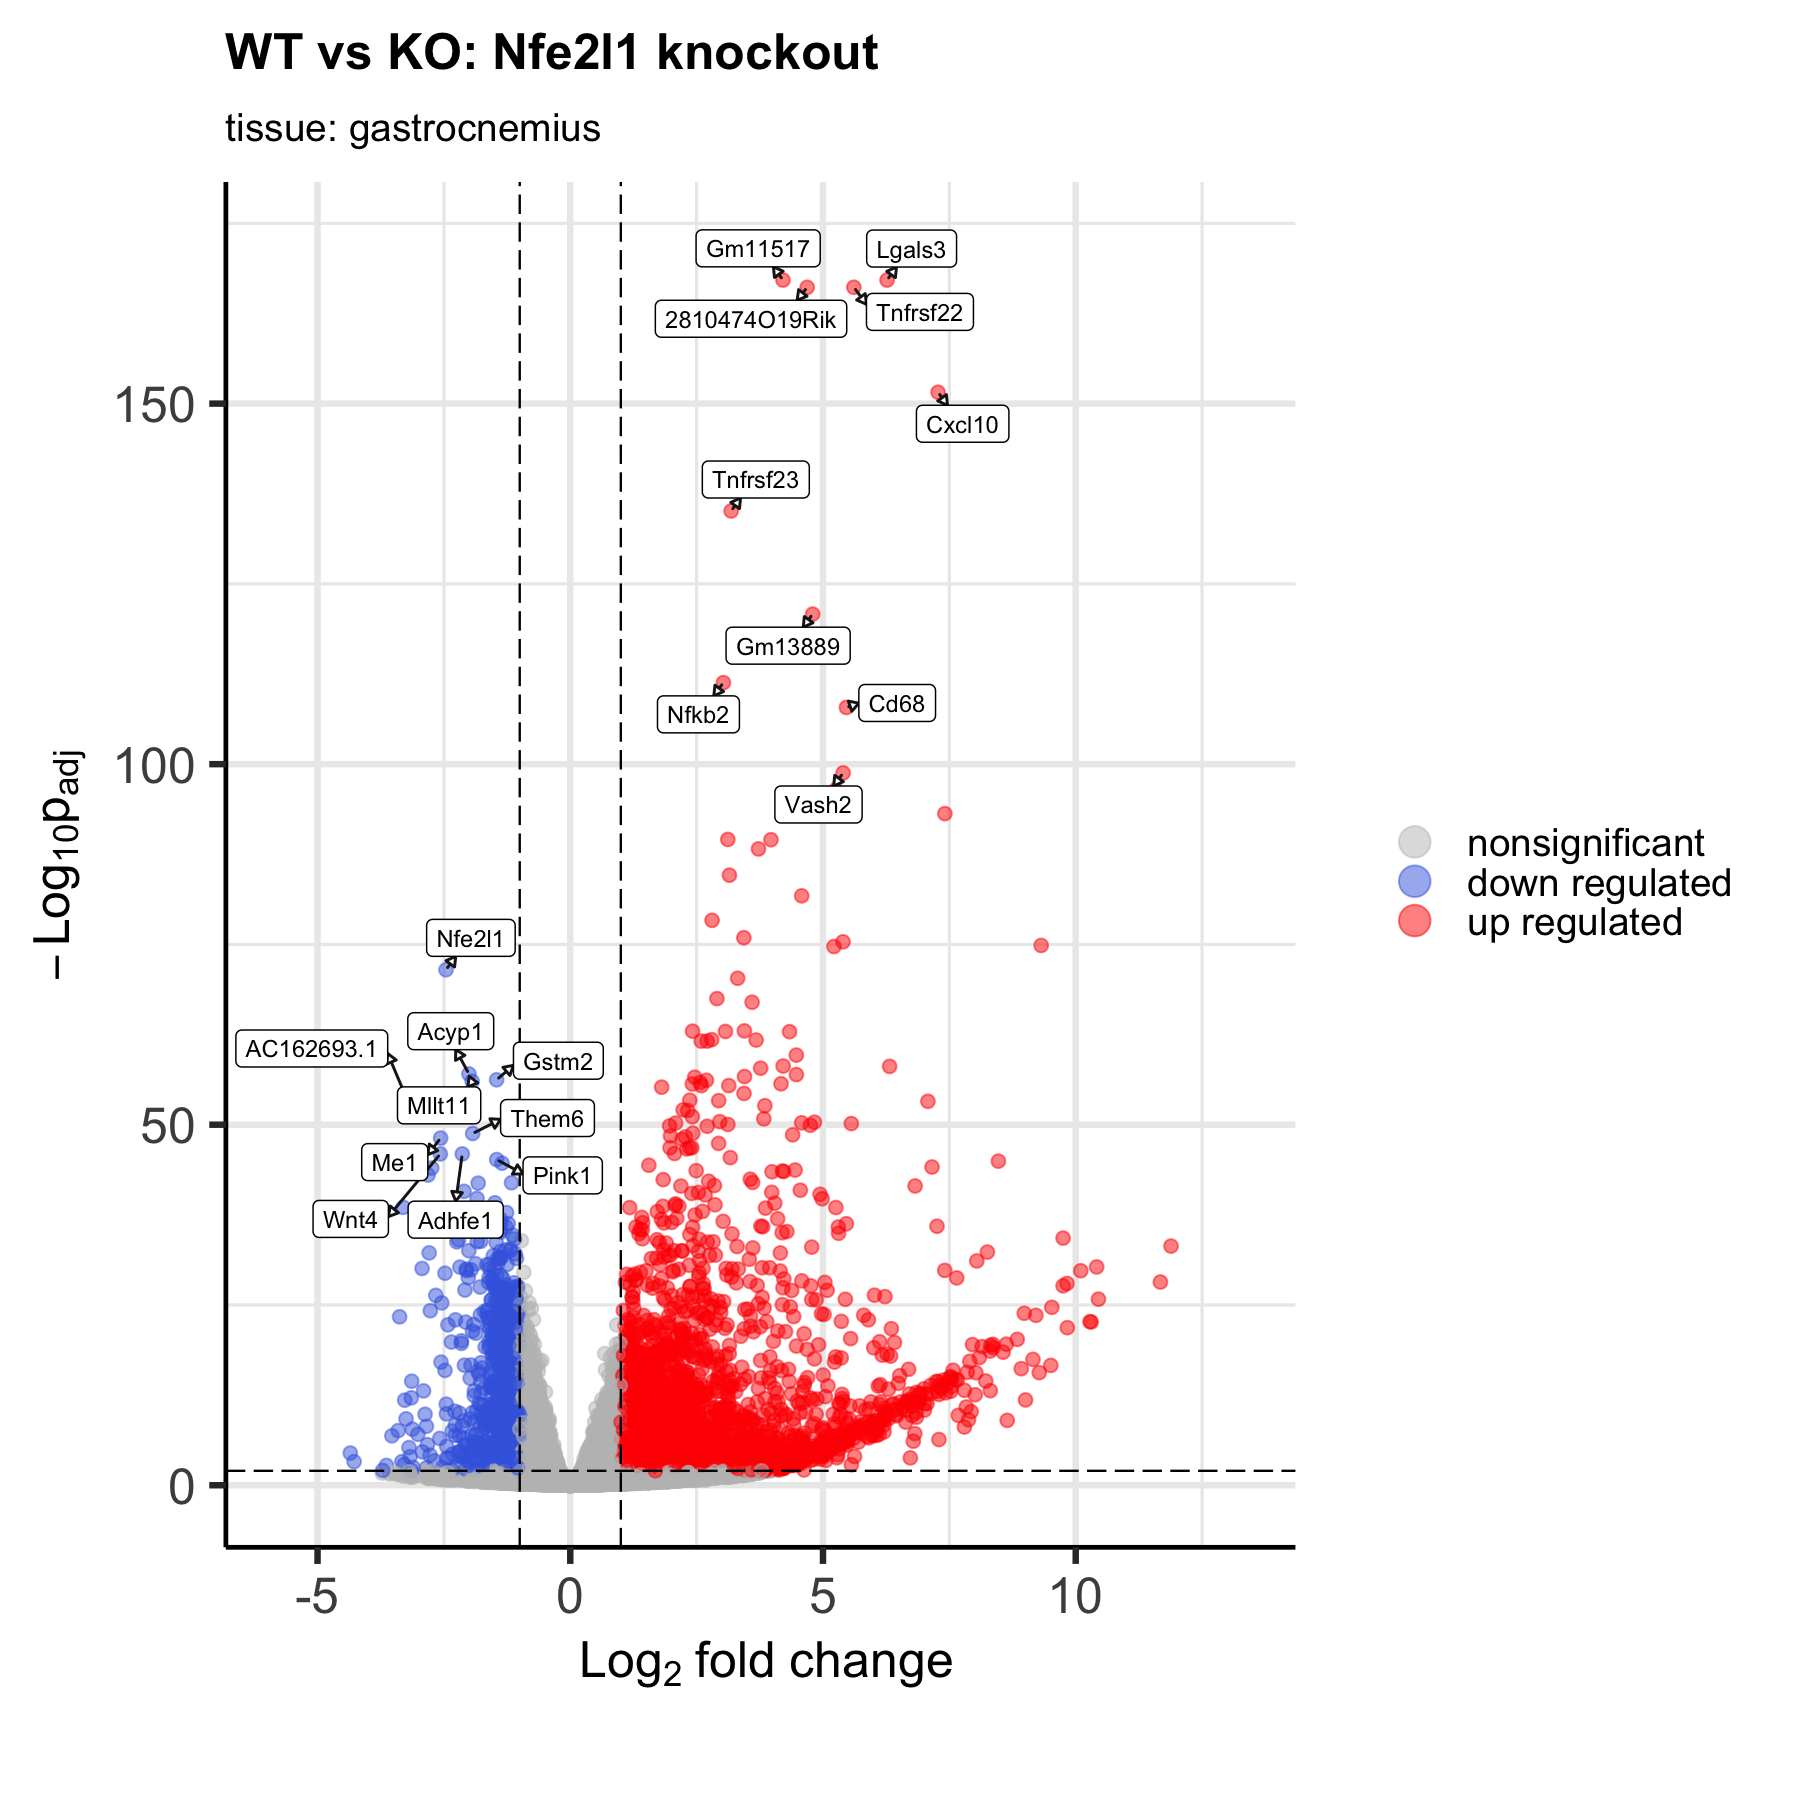 WT vs KO: Nfe2l1 knockout
tissue: gastrocnemius
Gm11517
Lgals3
2810474O19Rik
Tnfrsf22
150
Cxcl10
Tnfrsf23
Gm13889
Nfkb2
Cd68
100
Vash2
−Log10padj
nonsignificant
down regulated
up regulated
Nfe2l1
Acyp1
AC162693.1
Gstm2
Mllt11
Them6
50
Me1
Pink1
Wnt4
Adhfe1
0
-5
0
5
10
Log2 fold change